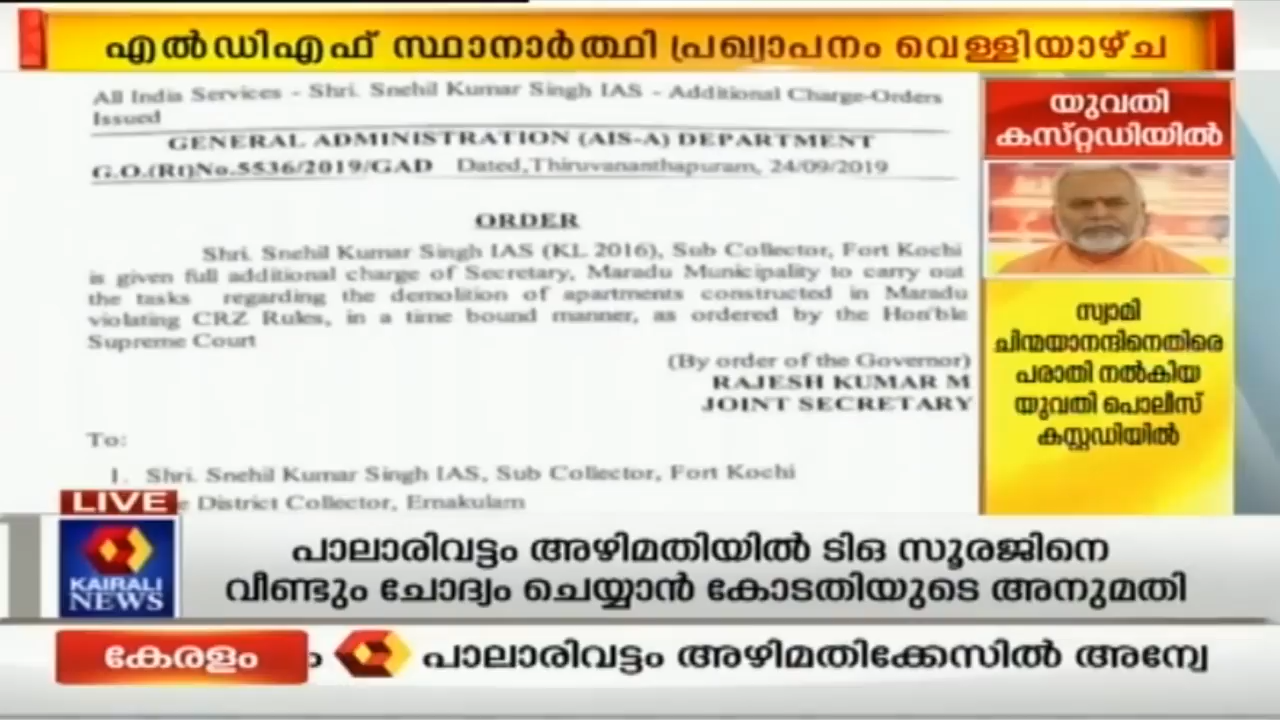 എൽഡിഎഫ് സ്ഥാനാർത്ഥി പ്രഖ്യാപനം വെള്ളിയാഴ്ച
All India Services - Shri. Snehil Kumar Singh IAS - Additional Charge-Orders
Issued
GENERAL ADMINISTRATION (AIS-A) DEPARTMENT
G.O.(Rt)No.5536/2019/GAD Dated,Thiruvananthapuram, 24/09/2019
ORDER
Shri. Snehil Kumar Singh IAS (KL 2016), Sub Collector, Fort Kochi
is given full additional charge of Secretary, Maradu Municipality to carry out
the tasks regarding the demolition of apartments constructed in Maradu
violating CRZ Rules, in a time bound manner, as ordered by the Hon'ble
Supreme Court
(By order of the Governor)
RAJESH KUMAR M
JOINT SECRETARY
To:
1. Shri. Snehil Kumar Singh IAS, Sub Collector, Fort Kochi
e District Collector, Ernakulam
യുവതി
കസ്റ്റഡിയിൽ
സ്വാമി
ചിന്മയാനന്ദിനെതിരെ
പരാതി നൽകിയ
യുവതി പൊലീസ്
കസ്റ്റഡിയിൽ
LIVE
KAIRALI
NEWS
പാലാരിവട്ടം അഴിമതിയിൽ ടിഒ സൂരജിനെ
വീണ്ടും ചോദ്യം ചെയ്യാൻ കോടതിയുടെ അനുമതി
കേരളം
ം പാലാരിവട്ടം അഴിമതിക്കേസിൽ അന്വേ